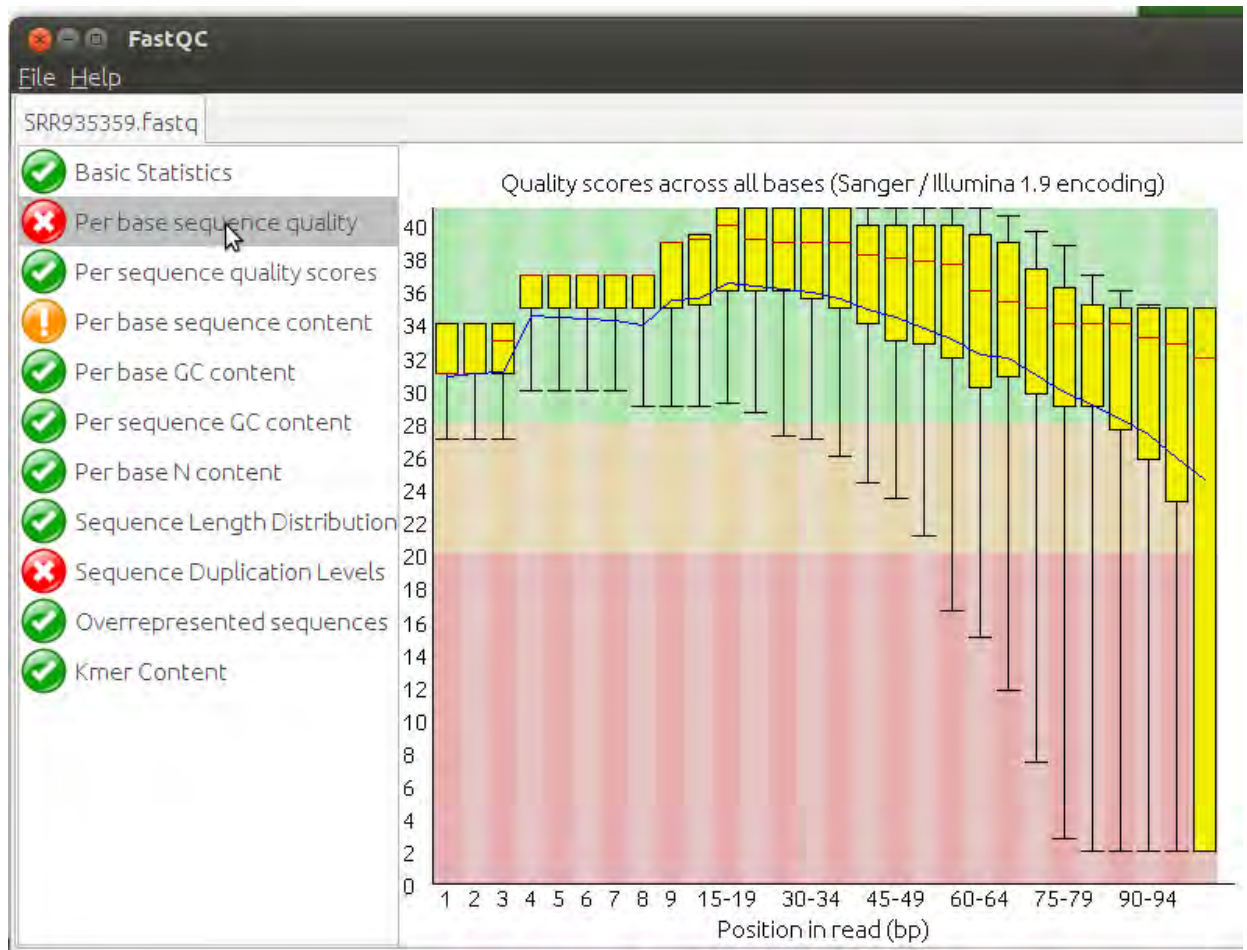 FastQC
File Help
SRR935359.fastq
Basic Statistics
Per base sequence quality
Per sequence quality scores
Per base sequence content
Per base GC content
Per sequence GC content
Per base N content
Sequence Length Distribution
Sequence Duplication Levels
Overrepresented sequences
Kmer Content
Quality scores across all bases (Sanger / Illumina 1.9 encoding)
40
38
36
34
32
30
28
26
24
22
20
18
16
14
12
10
8
6
4
2
0
1 2 3 4 5 6 7 8 9 15-19 30-34 45-49 60-64 75-79 90-94
Position in read (bp)